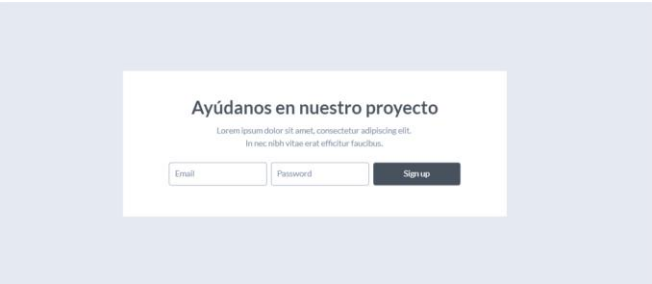 Ayúdanos en nuestro proyecto
Lorem ipsum dolor sit amet, consectetur adipiscing elit.
In nec nibh vitae erat efficitur faucibus.
Email
Password
Sign up